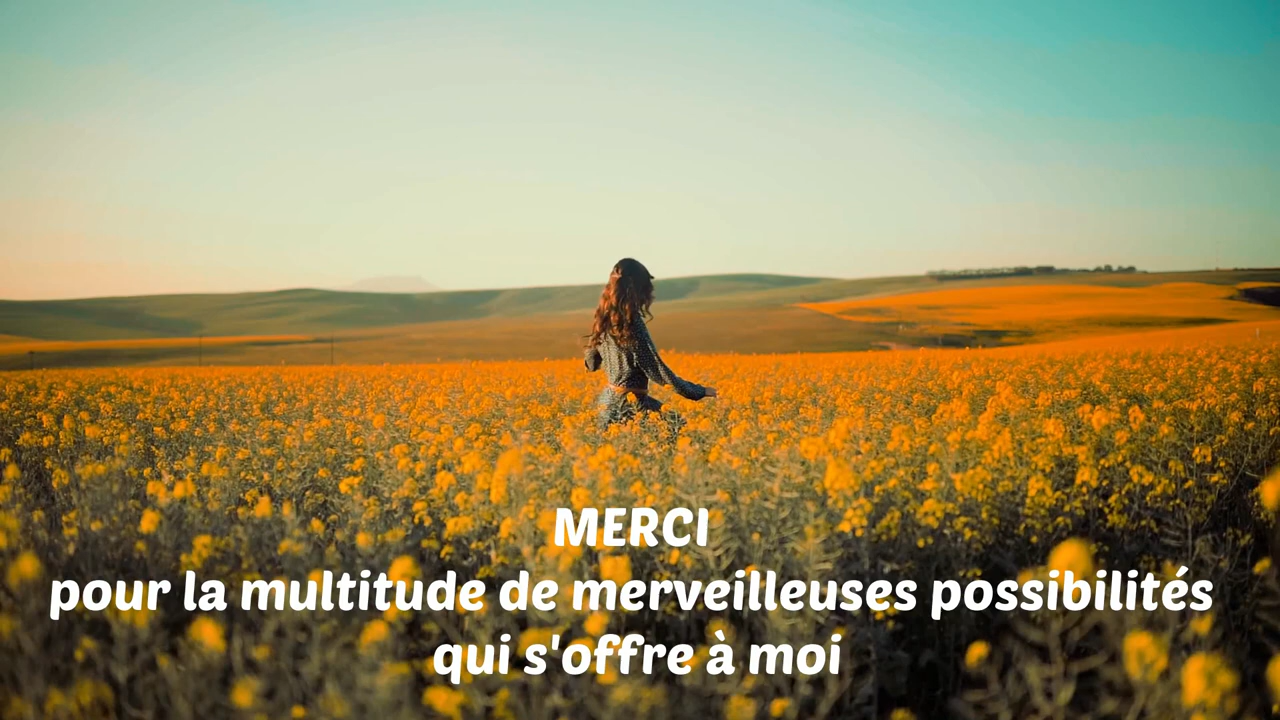 MERCI
pour la multitude de merveilleuses possibilités
qui s'offre à moi